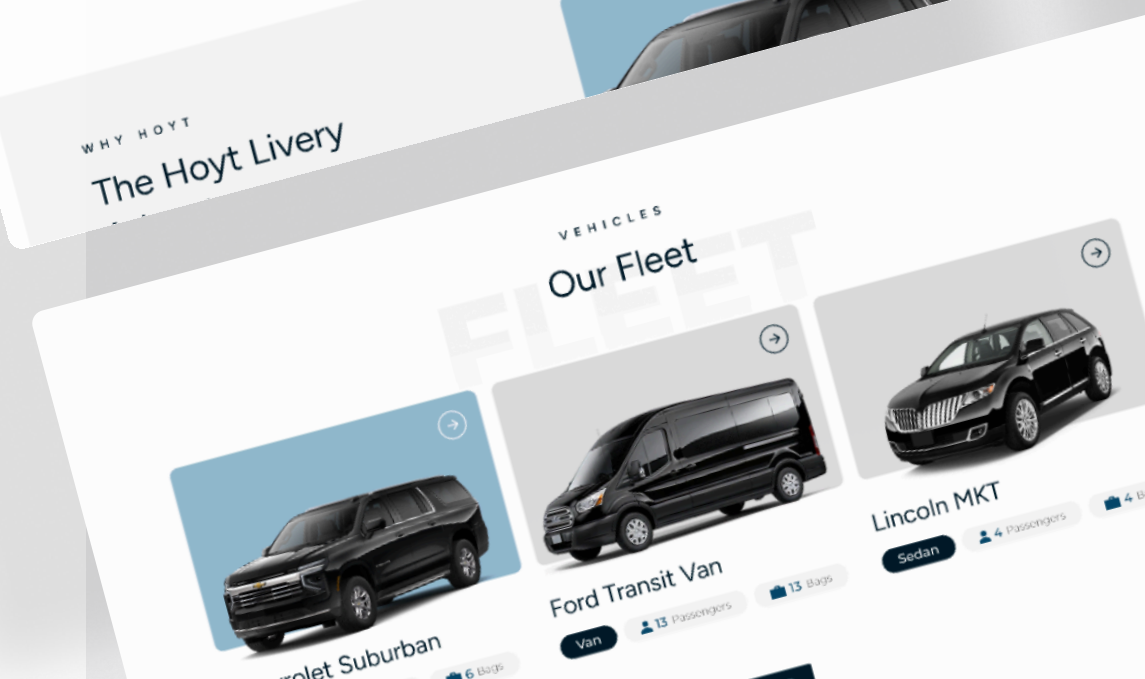 WHY HOYT
The Hoyt Livery
VEHICLES
FLEET
Our Fleet
Lincoln MKT
Sedan
4 Passengers
4
Ford Transit Van
Van
13 Passengers
13 Bags
rolet Suburban
6 Bags